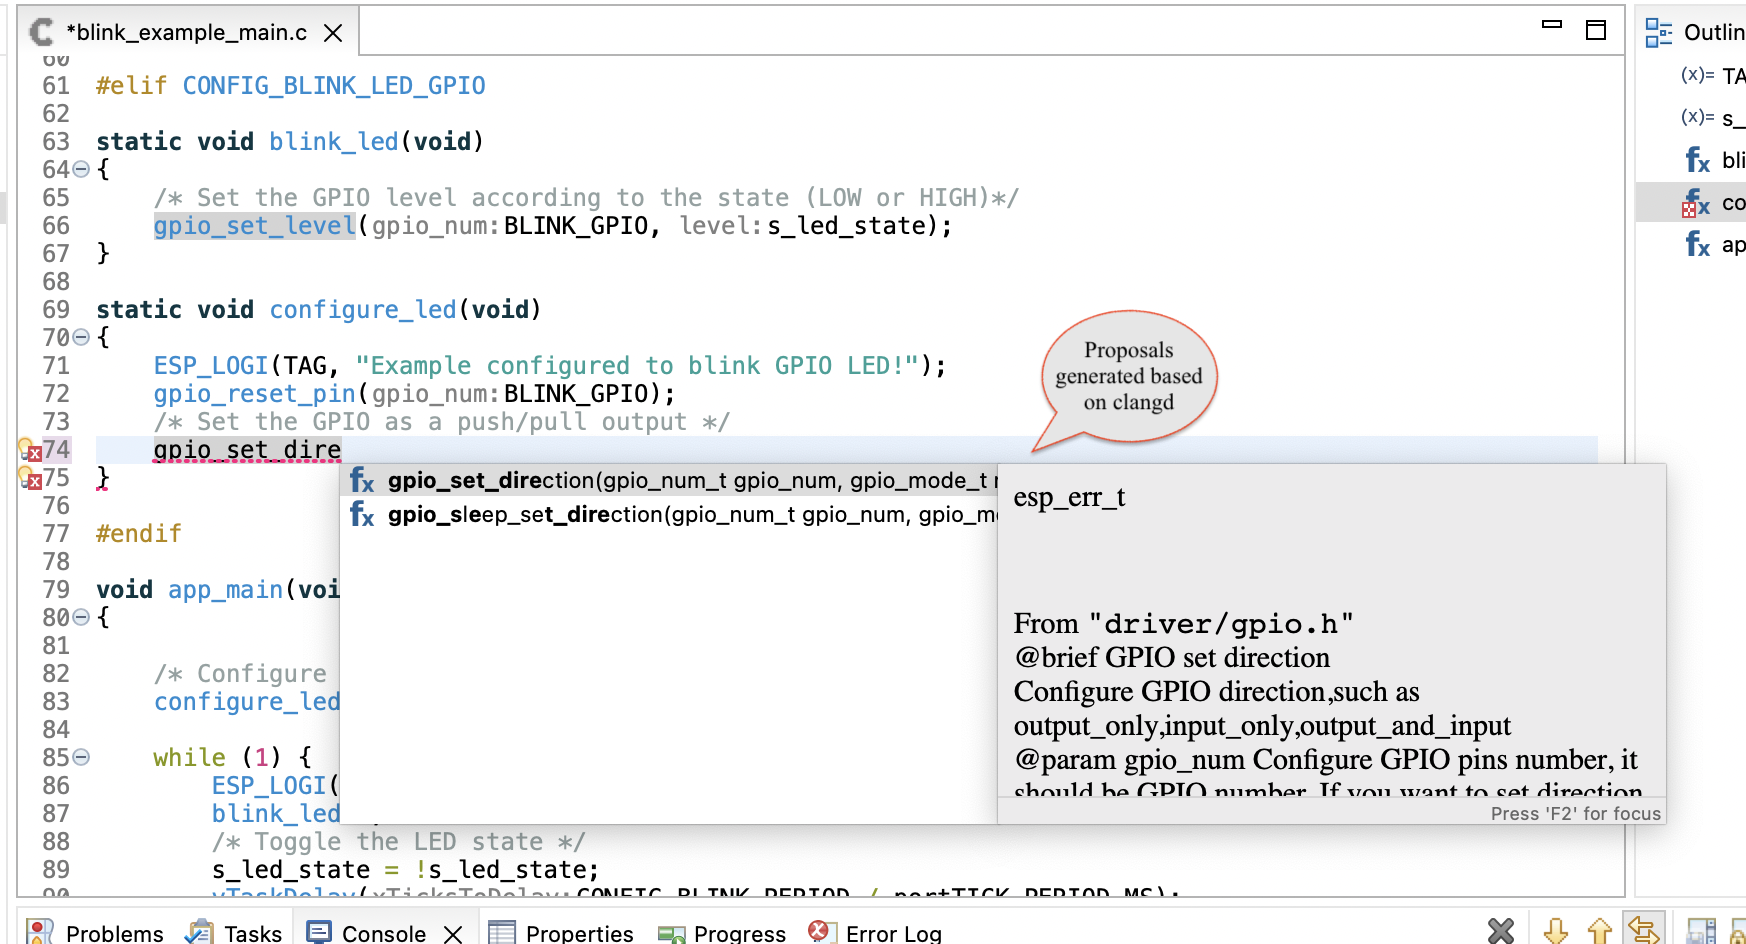 *blink_example_main.c
Outlin
60
61 #elif CONFIG_BLINK_LED_GPIO
62
63 static void blink_led(void)
64 {
65 /* Set the GPIO level according to the state (LOW or HIGH)*/
66 gpio_set_level(gpio_num:BLINK_GPIO, level:s_led_state);
67 }
68
69 static void configure_led(void)
70 {
71 ESP_LOGI(TAG, "Example configured to blink GPIO LED!");
72 gpio_reset_pin(gpio_num:BLINK_GPIO);
73 /* Set the GPIO as a push/pull output */
74 gpio_set_dire
75 }
76
77 #endif
78
79 void app_main(voi
80 {
81
82 /* Configure
83 configure_led
84
85 while (1) {
86 ESP_LOGI(
87 blink_led
88 /* Toggle the LED state */
89 s_led_state = !s_led_state;
90 vTaskDelay(xTicksToDelay:CONFIG_BLINK_PERIOD / portTICK_PERIOD_MS);
Proposals
generated based
on clangd
gpio_set_direction(gpio_num_t gpio_num, gpio_mode_t
gpio_sleep_set_direction(gpio_num_t gpio_num, gpio_m
esp_err_t
From "driver/gpio.h"
@brief GPIO set direction
Configure GPIO direction,such as
output_only,input_only,output_and_input
@param gpio_num Configure GPIO pins number, it
should be GPIO number. If you want to set direction
Press 'F2' for focus
(x)= TA
(x)= s_
fx bli
fx co
fx ap
Problems Tasks Console Properties Progress Error Log